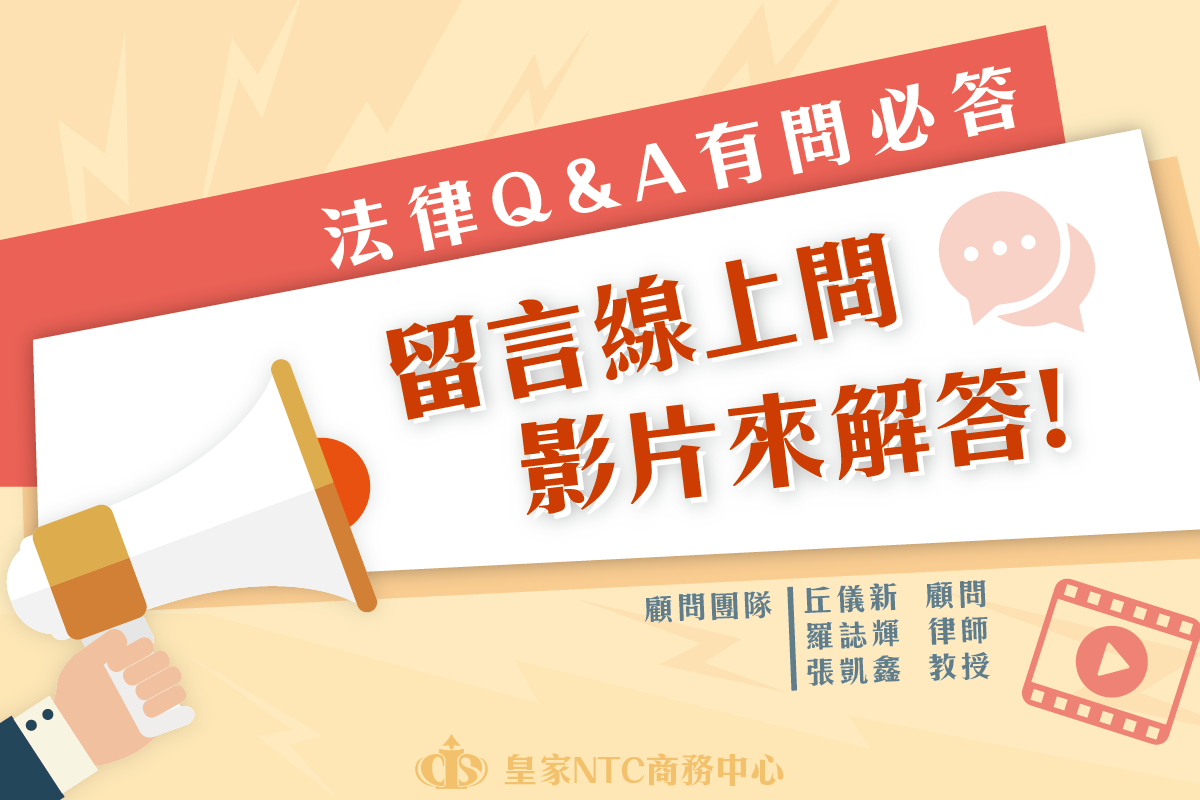 法律Q&A有問必答
留言線上問
影片來解答!
顧問團隊
丘儀新 顧問
羅誌輝 律師
張凱鑫 教授
皇家NTC商務中心